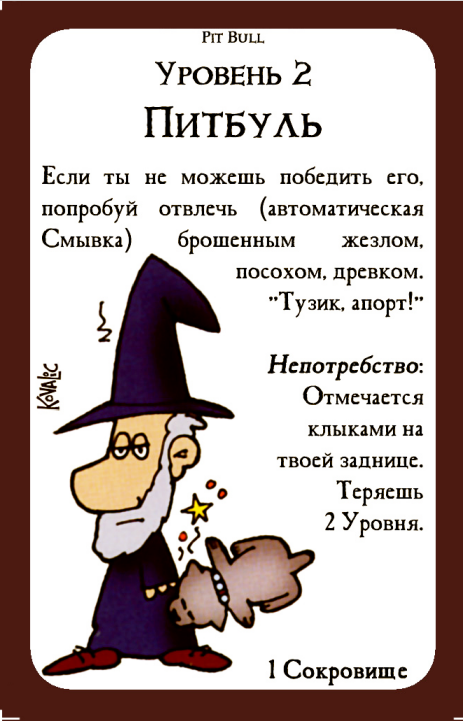 Pit Bull
Уровень 2
Питбуль
Если ты не можешь победить его,
попробуй отвлечь (автоматическая
Смывка) брошенным жезлом,
посохом, древком.
"Тузик, апорт!"
Непотребство:
Отмечается
клыками на
твоей заднице.
Теряешь
2 Уровня.
Kovalic
1 Сокровище